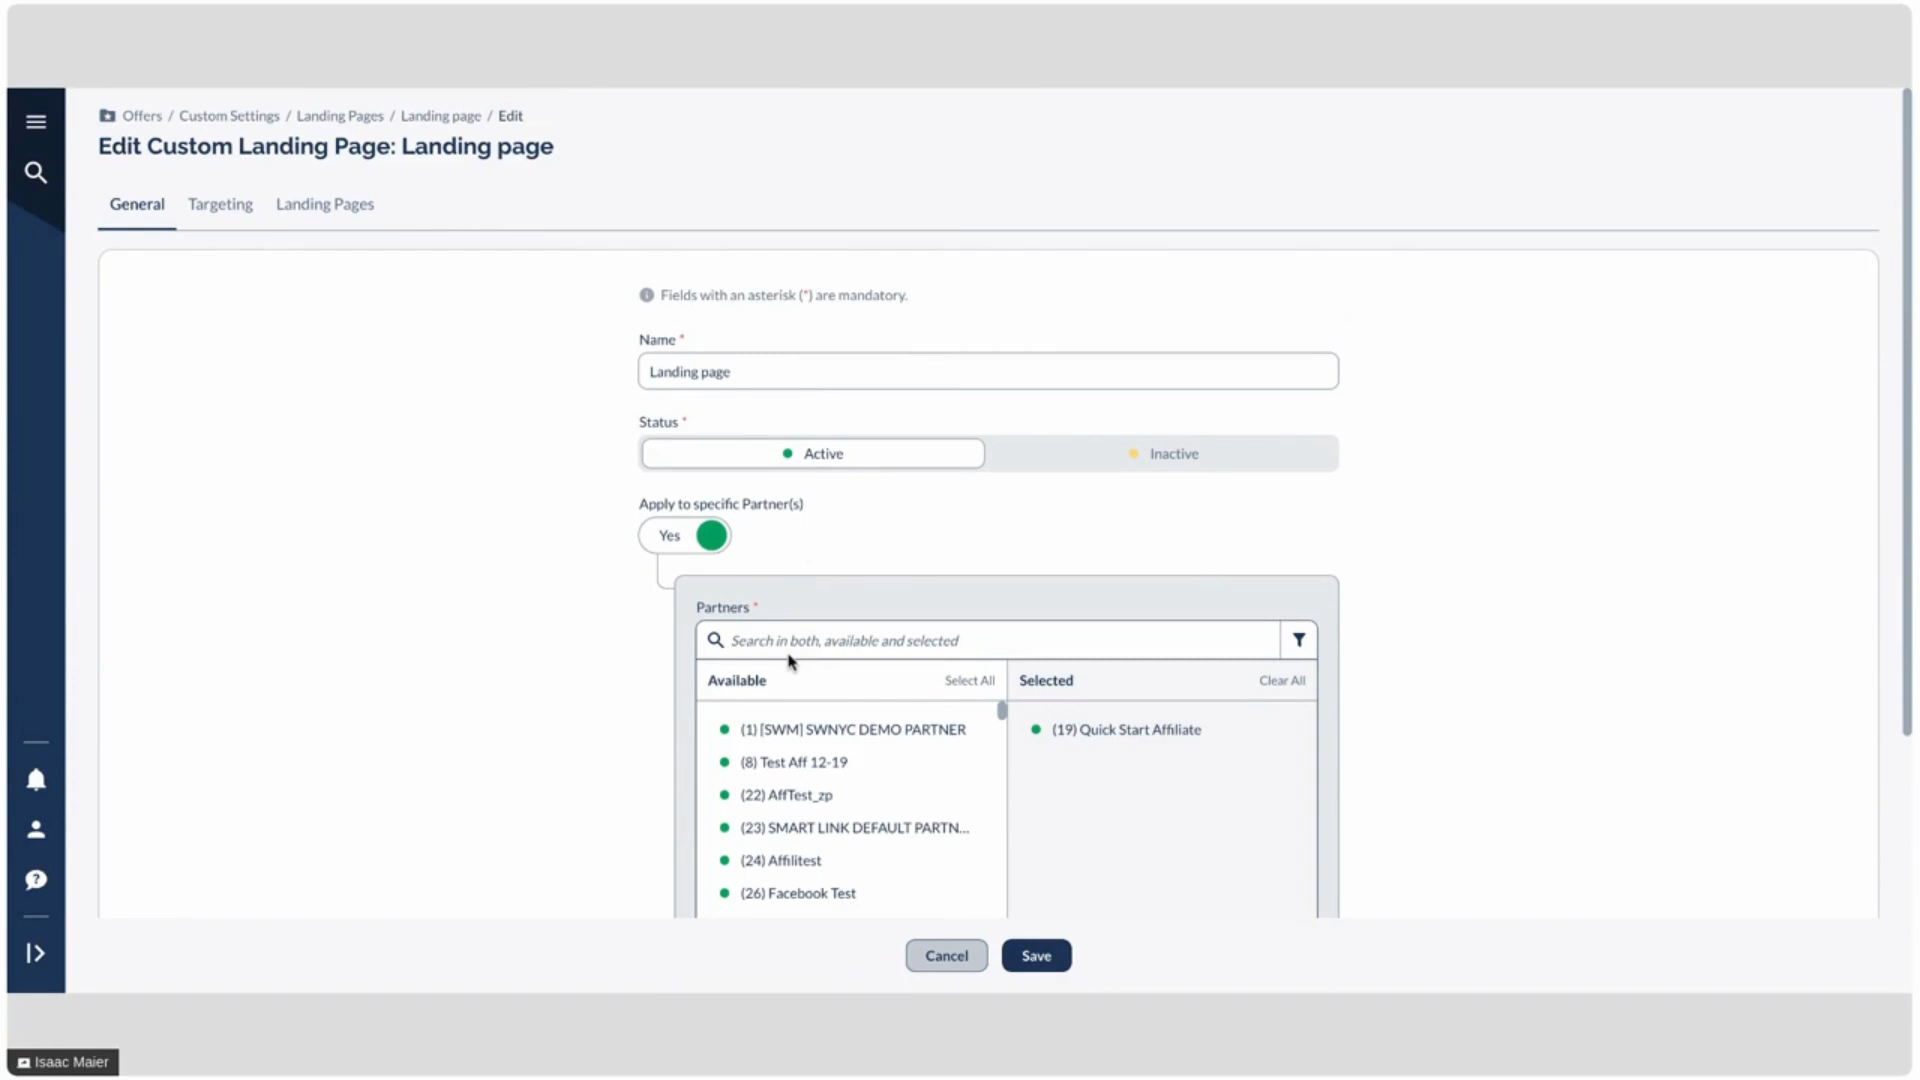 Offers / Custom Settings / Landing Pages / Landing page / Edit
Edit Custom Landing Page: Landing page
General Targeting Landing Pages
Fields with an asterisk (*) are mandatory.
Name *
Landing page
Status *
Active Inactive
Apply to specific Partner(s)
Yes
Partners *
Search in both, available and selected
Available Select All Selected Clear All
(1) [SWM] SWNYC DEMO PARTNER (19) Quick Start Affiliate
(8) Test Aff 12-19
(22) AffTest_zp
(23) SMART LINK DEFAULT PARTN...
(24) Affilitest
(26) Facebook Test
Cancel Save
Isaac Maier